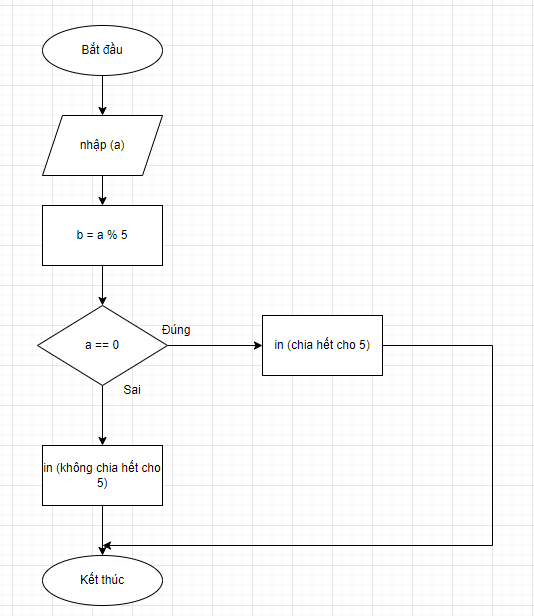 Bắt đầu
nhập (a)
b = a % 5
a == 0
Đúng
in (chia hết cho 5)
Sai
in (không chia hết cho
5)
Kết thúc